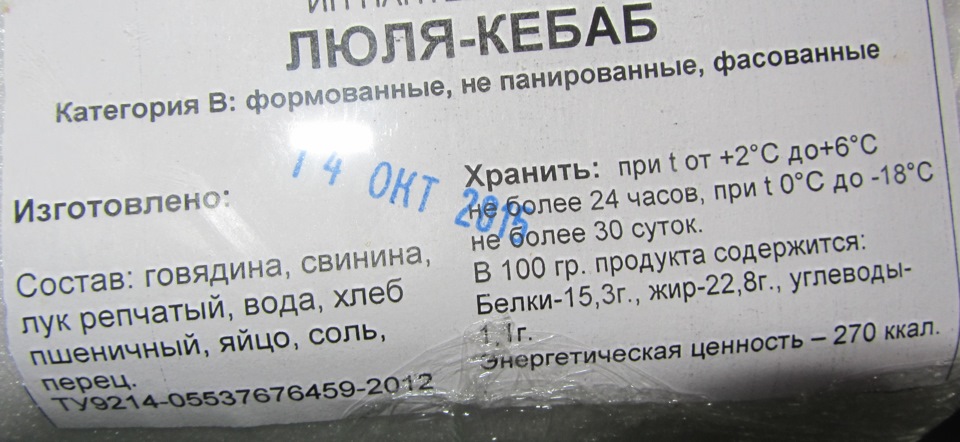 ЛЮЛЯ-КЕБАБ
Категория В: формованные, не панированные, фасованные
Изготовлено:
14 ОКТ 2015
Состав: говядина, свинина,
лук репчатый, вода, хлеб
пшеничный, яйцо, соль,
перец.
ТУ9214-05537676459-2012
Хранить: при t от +2°С до+6°С
не более 24 часов, при t 0°С до -18°С
не более 30 суток.
В 100 гр. продукта содержится:
Белки-15,3г., жир-22,8г., углеводы-
1,1г.
Энергетическая ценность – 270 ккал.